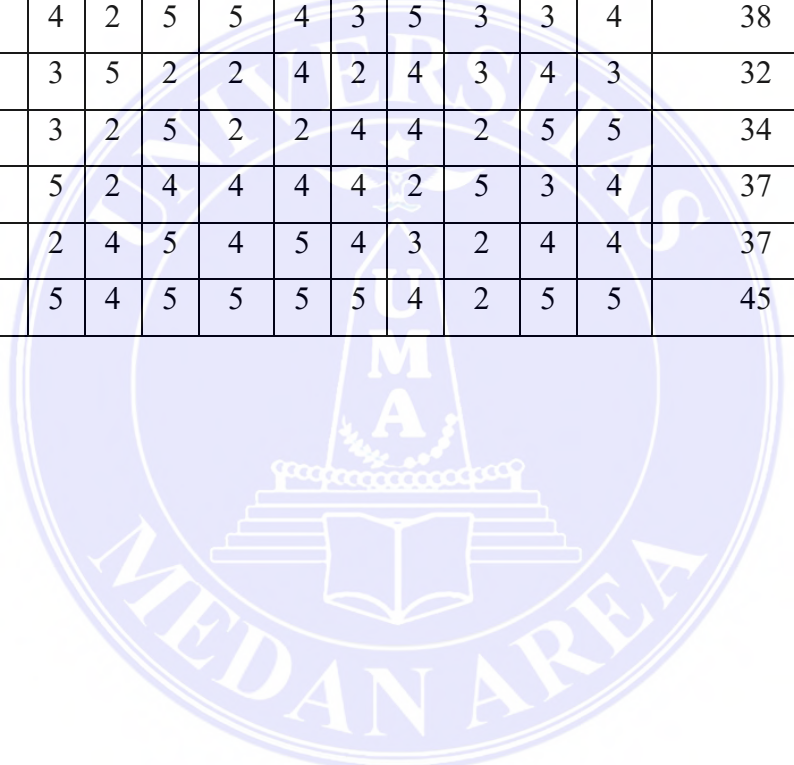 4 2 5 5 4 3 5 3 3 4 38
3 5 2 2 4 2 4 3 4 3 32
3 2 5 2 2 4 4 2 5 5 34
5 2 4 4 4 4 2 5 3 4 37
2 4 5 4 5 4 3 2 4 4 37
5 4 5 5 5 5 4 2 5 5 45
UNIVERSITAS
U
M
A
MEDAN AREA